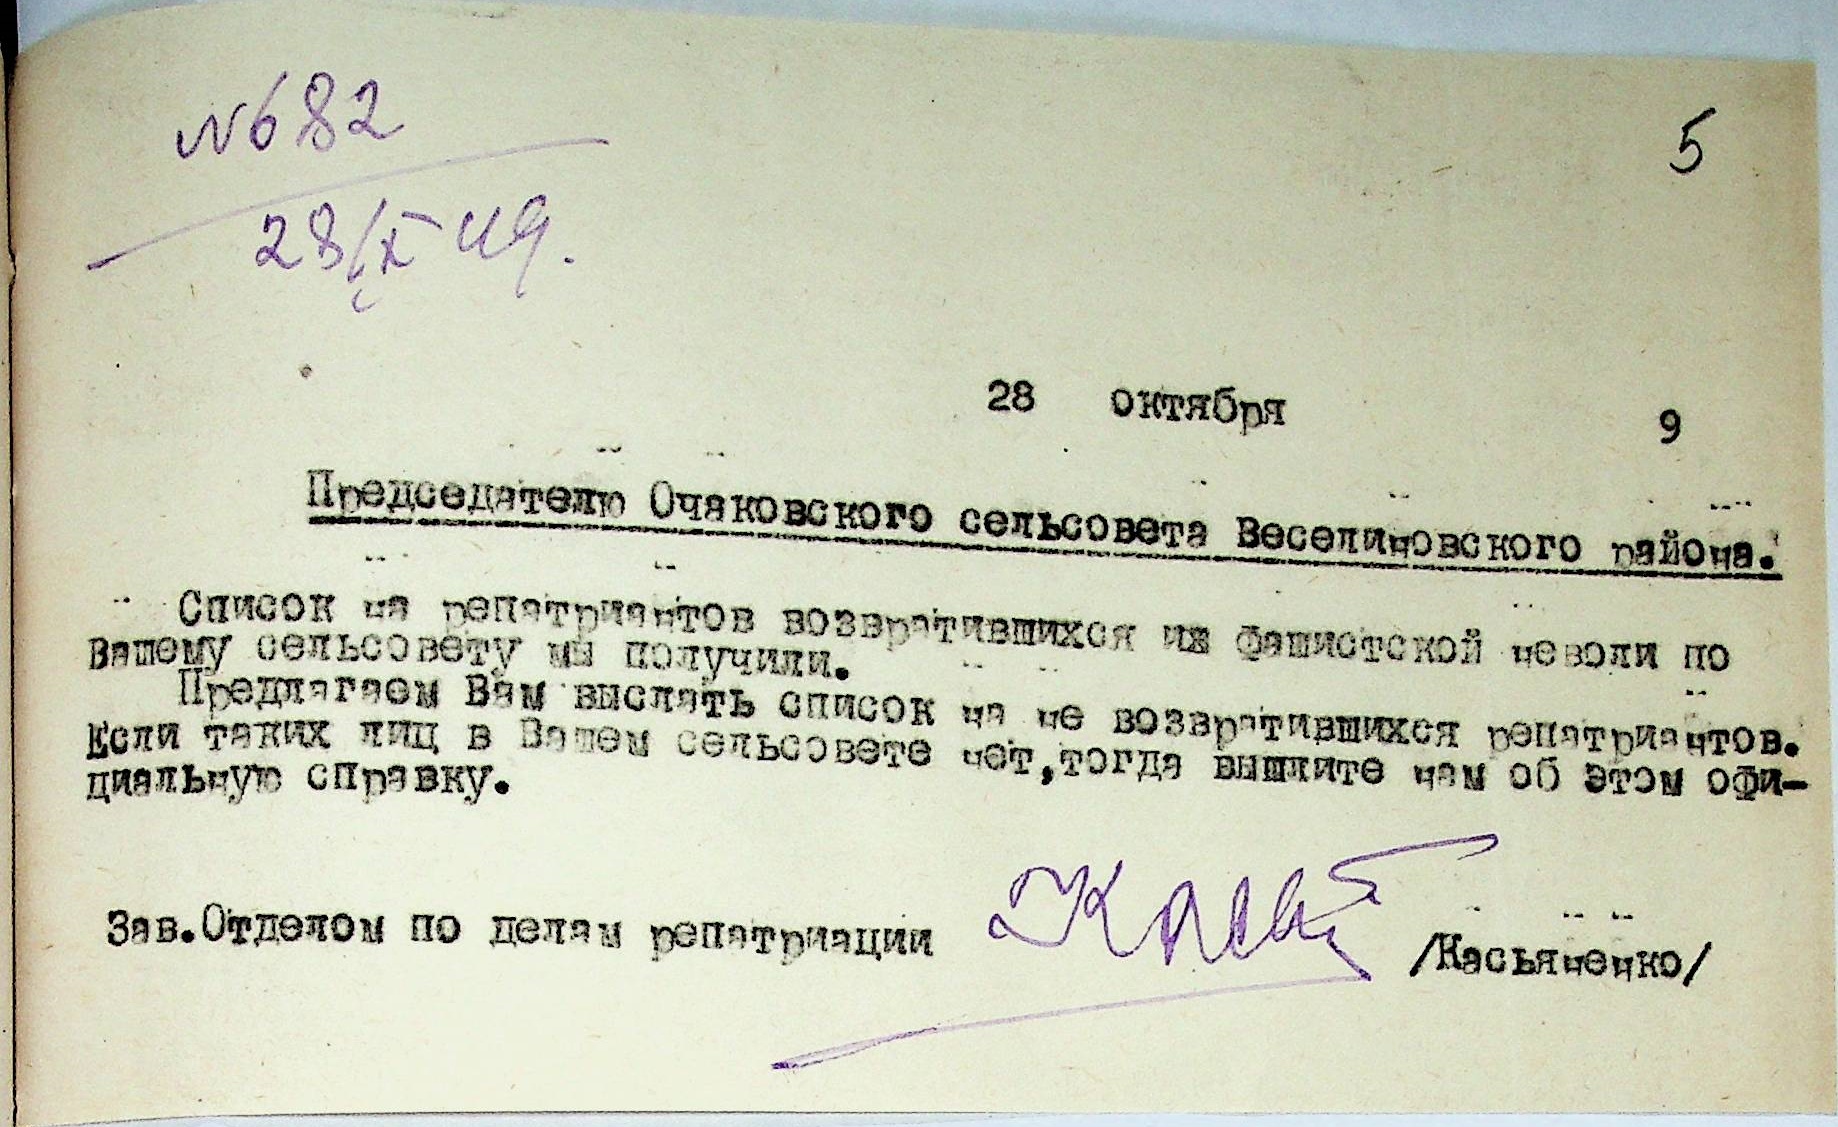 №682
5
28/X 49.
28 октября 9
Председателю Очаковского сельсовета Веселиновского района.
Список на репатриантов возвратившихся из фашистской неволи по
Вашему сельсовету мы получили.
Предлагаем Вам выслать список на не возвратившихся репатриантов.
Если таких лиц в Вашем сельсовете нет,тогда вышлите нам об этом офи-
циальную справку.
Зав.Отделом по делам репатриации /Касьяненко/